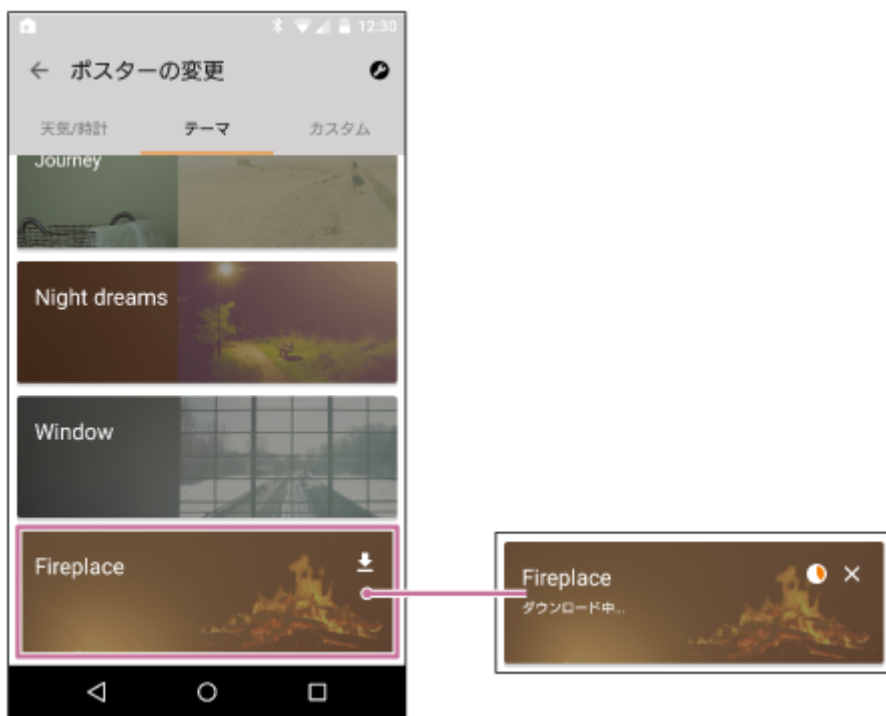 12:30
ポスターの変更
天気/時計 テーマ カスタム
Journey
Night dreams
Window
Fireplace
Fireplace
ダウンロード中...